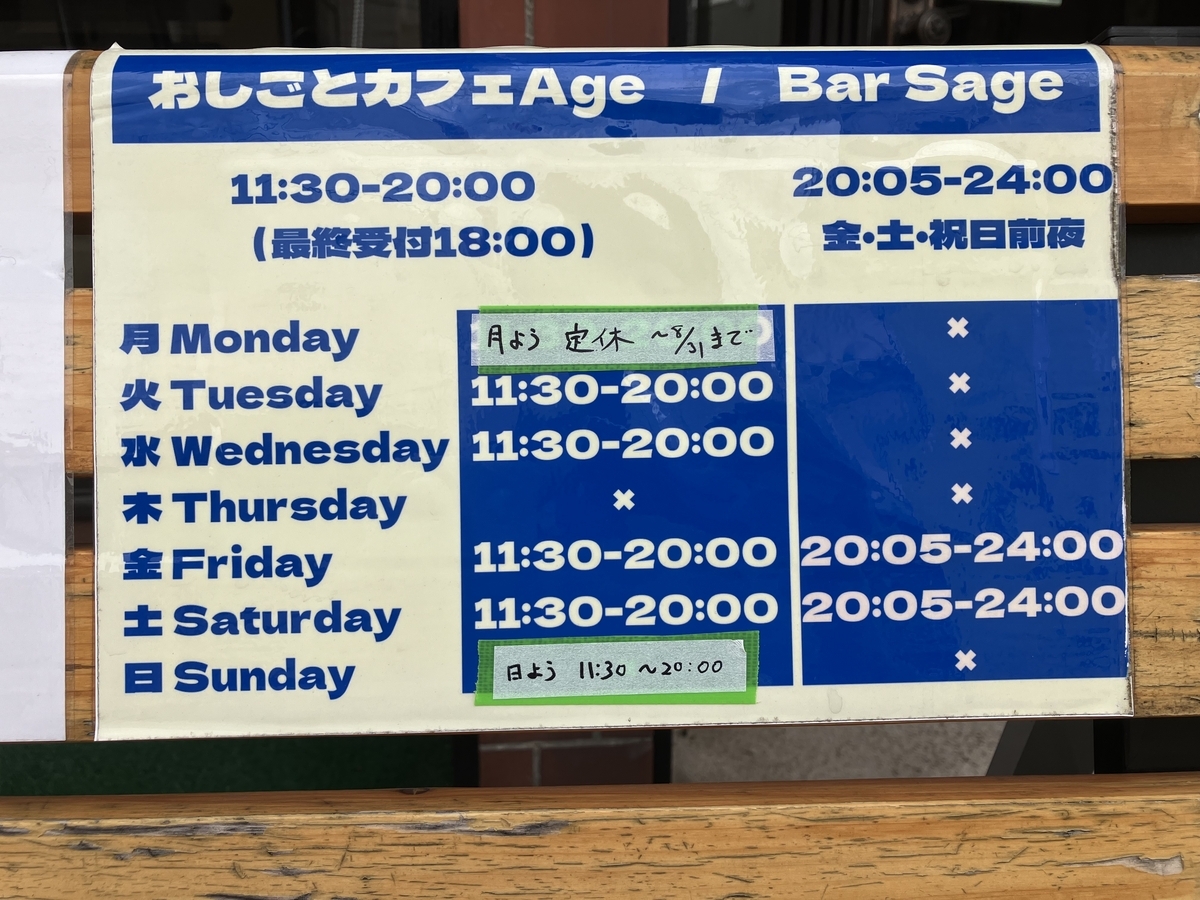 おしごとカフェAge / Bar Sage
11:30-20:00 20:05-24:00
(最終受付18:00) 金・土・祝日前夜
月 Monday 月よう 定休 ~8/31まで ×
火 Tuesday 11:30-20:00 ×
水 Wednesday 11:30-20:00 ×
木 Thursday × ×
金 Friday 11:30-20:00 20:05-24:00
土 Saturday 11:30-20:00 20:05-24:00
日 Sunday 日よう 11:30 ~20:00 ×